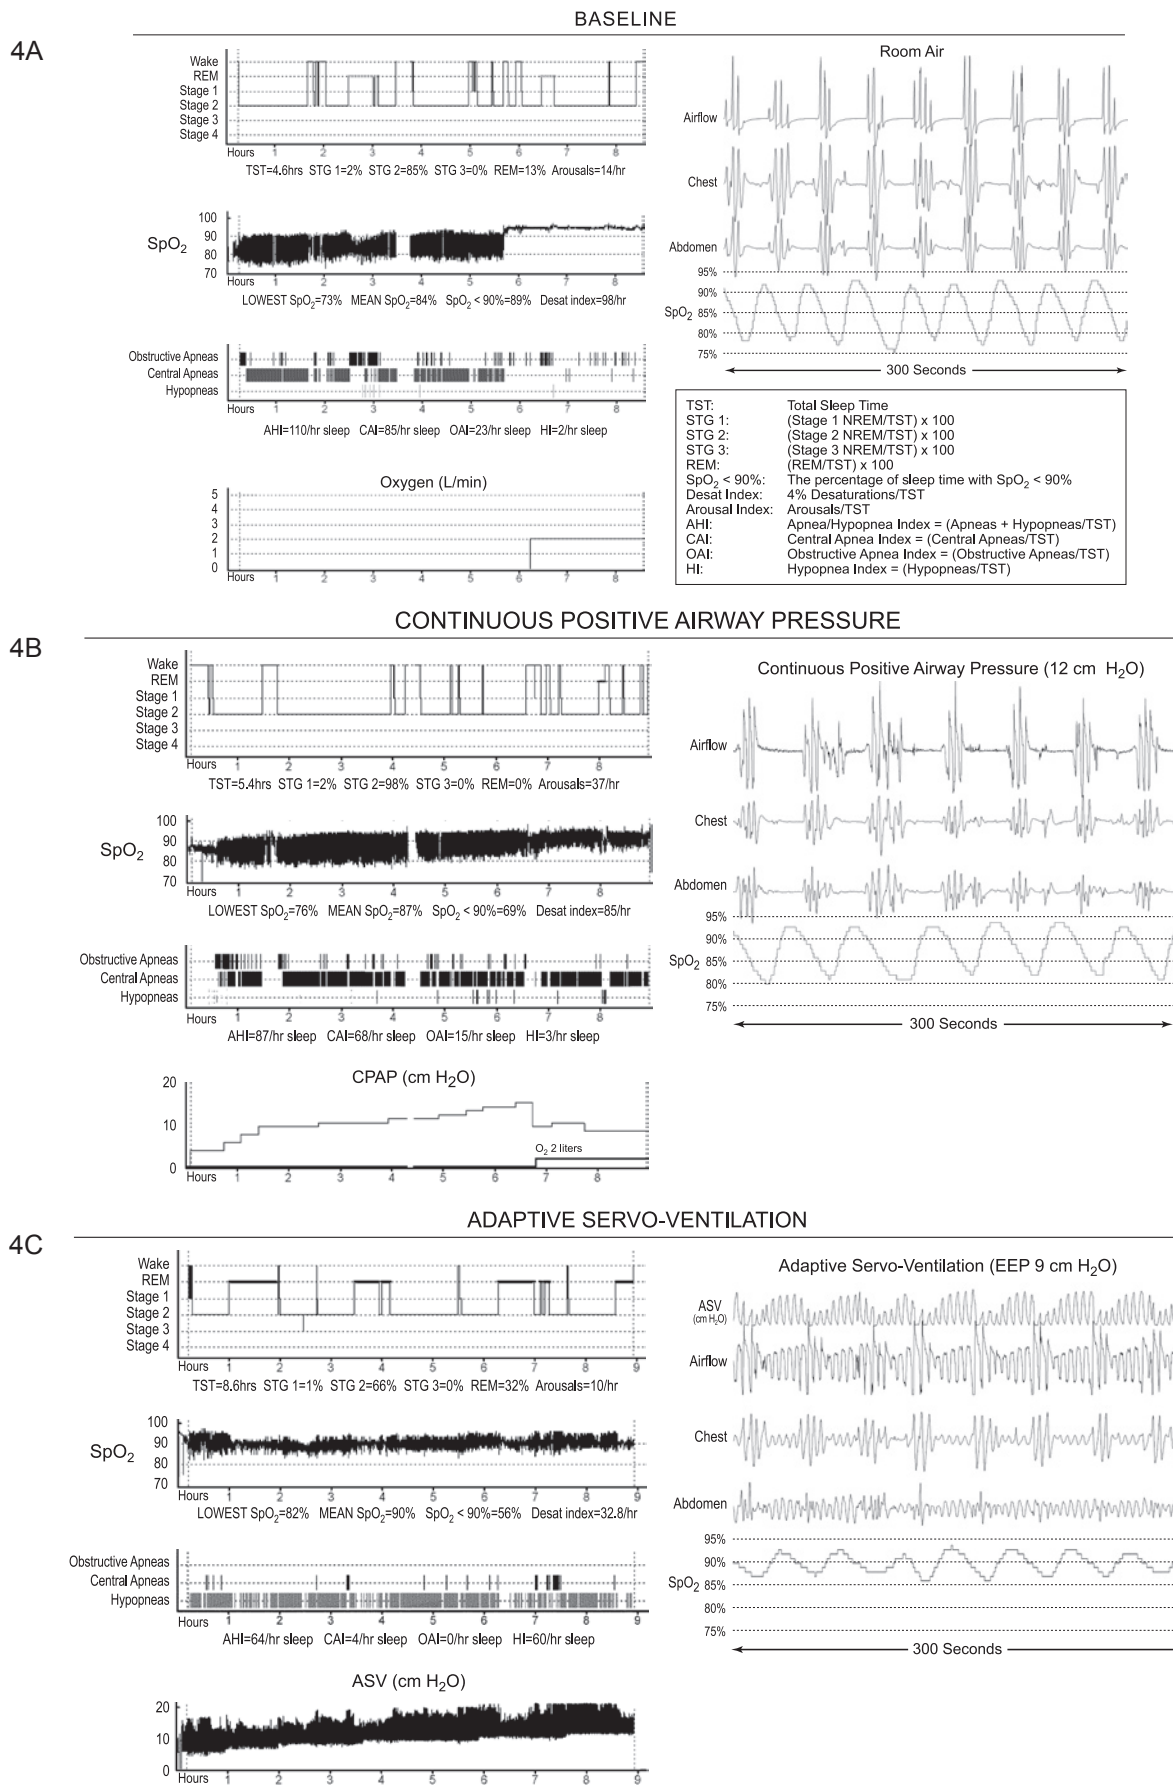 BASELINE
4A
Wake
REM
Stage 1
Stage 2
Stage 3
Stage 4
Hours 1 2 3 4 5 6 7 8
TST=4.6hrs STG 1=2% STG 2=85% STG 3=0% REM=13% Arousals=14/hr
SpO2
100
90
80
70
Hours 1 2 3 4 5 6 7 8
LOWEST SpO2=73% MEAN SpO2=84% SpO2 < 90%=89% Desat index=98/hr
Obstructive Apneas
Central Apneas
Hypopneas
Hours 1 2 3 4 5 6 7 8
AHI=110/hr sleep CAI=85/hr sleep OAI=23/hr sleep HI=2/hr sleep
Oxygen (L/min)
5
4
3
2
1
0
Hours 1 2 3 4 5 6 7 8
Room Air
Airflow
Chest
Abdomen
95%
90%
SpO2 85%
80%
75%
300 Seconds
TST: Total Sleep Time
STG 1: (Stage 1 NREM/TST) x 100
STG 2: (Stage 2 NREM/TST) x 100
STG 3: (Stage 3 NREM/TST) x 100
REM: (REM/TST) x 100
SpO2 < 90%: The percentage of sleep time with SpO2 < 90%
Desat Index: 4% Desaturations/TST
Arousal Index: Arousals/TST
AHI: Apnea/Hypopnea Index = (Apneas + Hypopneas/TST)
CAI: Central Apnea Index = (Central Apneas/TST)
OAI: Obstructive Apnea Index = (Obstructive Apneas/TST)
HI: Hypopnea Index = (Hypopneas/TST)
CONTINUOUS POSITIVE AIRWAY PRESSURE
4B
Wake
REM
Stage 1
Stage 2
Stage 3
Stage 4
Hours 1 2 3 4 5 6 7 8
TST=5.4hrs STG 1=2% STG 2=98% STG 3=0% REM=0% Arousals=37/hr
SpO2
100
90
80
70
Hours 1 2 3 4 5 6 7 8
LOWEST SpO2=76% MEAN SpO2=87% SpO2 < 90%=69% Desat index=85/hr
Obstructive Apneas
Central Apneas
Hypopneas
Hours 1 2 3 4 5 6 7 8
AHI=87/hr sleep CAI=68/hr sleep OAI=15/hr sleep HI=3/hr sleep
CPAP (cm H2O)
20
10
O2 2 liters
0
Hours 1 2 3 4 5 6 7 8
Continuous Positive Airway Pressure (12 cm H2O)
Airflow
Chest
Abdomen
95%
90%
SpO2 85%
80%
75%
300 Seconds
ADAPTIVE SERVO-VENTILATION
4C
Wake
REM
Stage 1
Stage 2
Stage 3
Stage 4
Hours 1 2 3 4 5 6 7 8 9
TST=8.6hrs STG 1=1% STG 2=66% STG 3=0% REM=32% Arousals=10/hr
SpO2
100
90
80
70
Hours 1 2 3 4 5 6 7 8 9
LOWEST SpO2=82% MEAN SpO2=90% SpO2 < 90%=56% Desat index=32.8/hr
Obstructive Apneas
Central Apneas
Hypopneas
Hours 1 2 3 4 5 6 7 8 9
AHI=64/hr sleep CAI=4/hr sleep OAI=0/hr sleep HI=60/hr sleep
ASV (cm H2O)
20
10
0
Hours 1 2 3 4 5 6 7 8 9
Adaptive Servo-Ventilation (EEP 9 cm H2O)
ASV
(cm H2O)
Airflow
Chest
Abdomen
95%
90%
SpO2 85%
80%
75%
300 Seconds